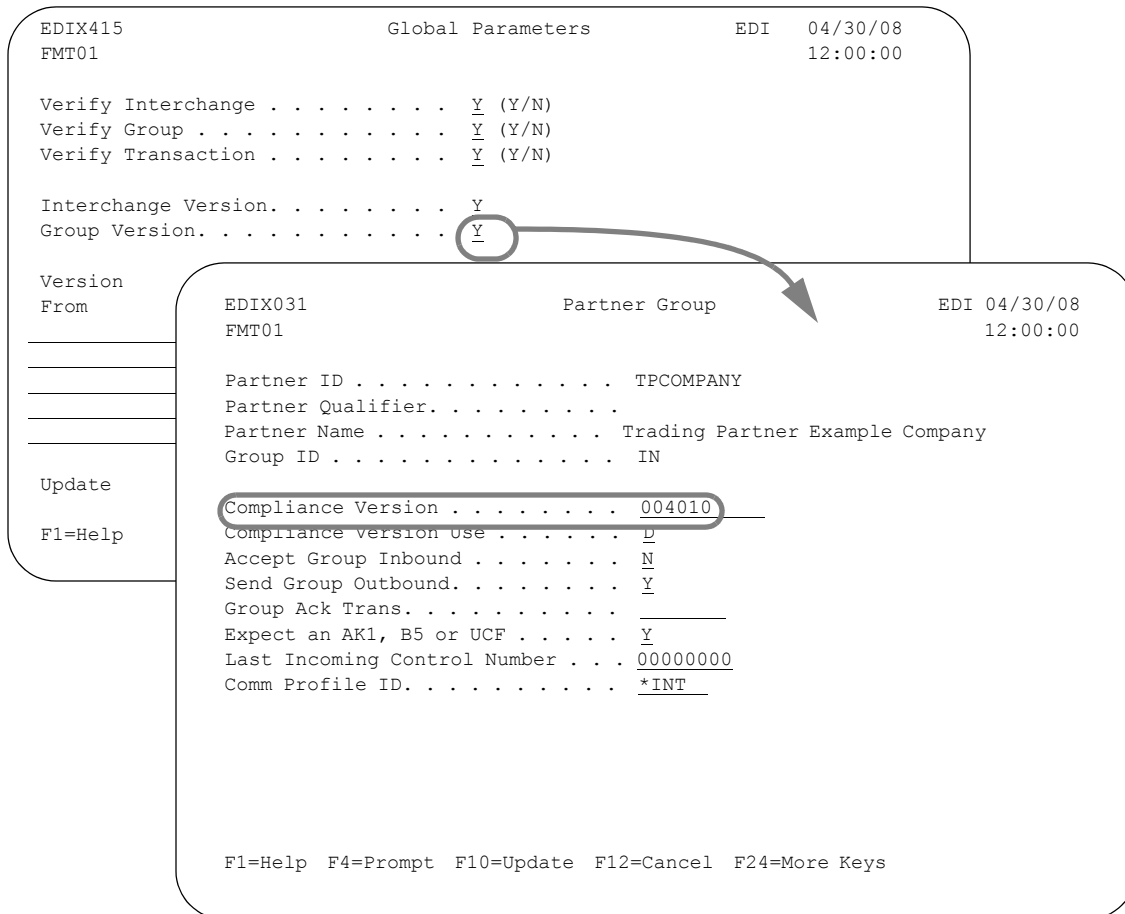 EDIX415 Global Parameters EDI 04/30/08
FMT01 12:00:00
Verify Interchange . . . . . . . . Y (Y/N)
Verify Group . . . . . . . . . . . Y (Y/N)
Verify Transaction . . . . . . . . Y (Y/N)
Interchange Version. . . . . . . . Y
Group Version. . . . . . . . . . . Y
Version
From
Update
F1=Help
EDIX031 Partner Group EDI 04/30/08
FMT01 12:00:00
Partner ID . . . . . . . . . . . . TPCOMPANY
Partner Qualifier. . . . . . . . .
Partner Name . . . . . . . . . . . Trading Partner Example Company
Group ID . . . . . . . . . . . . . IN
Compliance Version . . . . . . . . 004010
Compliance Version Use . . . . . . D
Accept Group Inbound . . . . . . . N
Send Group Outbound. . . . . . . . Y
Group Ack Trans. . . . . . . . . .
Expect an AK1, B5 or UCF . . . . . Y
Last Incoming Control Number . . . 00000000
Comm Profile ID. . . . . . . . . . *INT
F1=Help F4=Prompt F10=Update F12=Cancel F24=More Keys